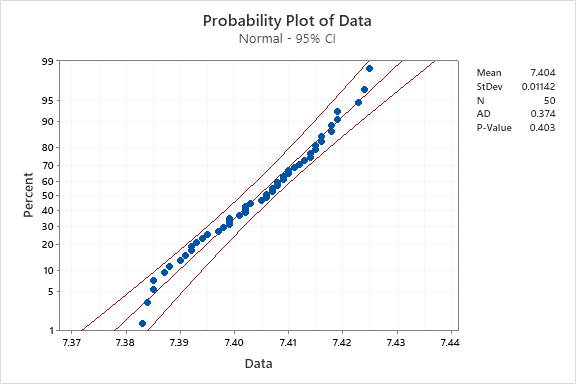 Probability Plot of Data
Normal - 95% CI
99
95
90
80
70
60
50
40
30
20
10
5
1
Percent
7.37 7.38 7.39 7.40 7.41 7.42 7.43 7.44
Data
Mean 7.404
StDev 0.01142
N 50
AD 0.374
P-Value 0.403